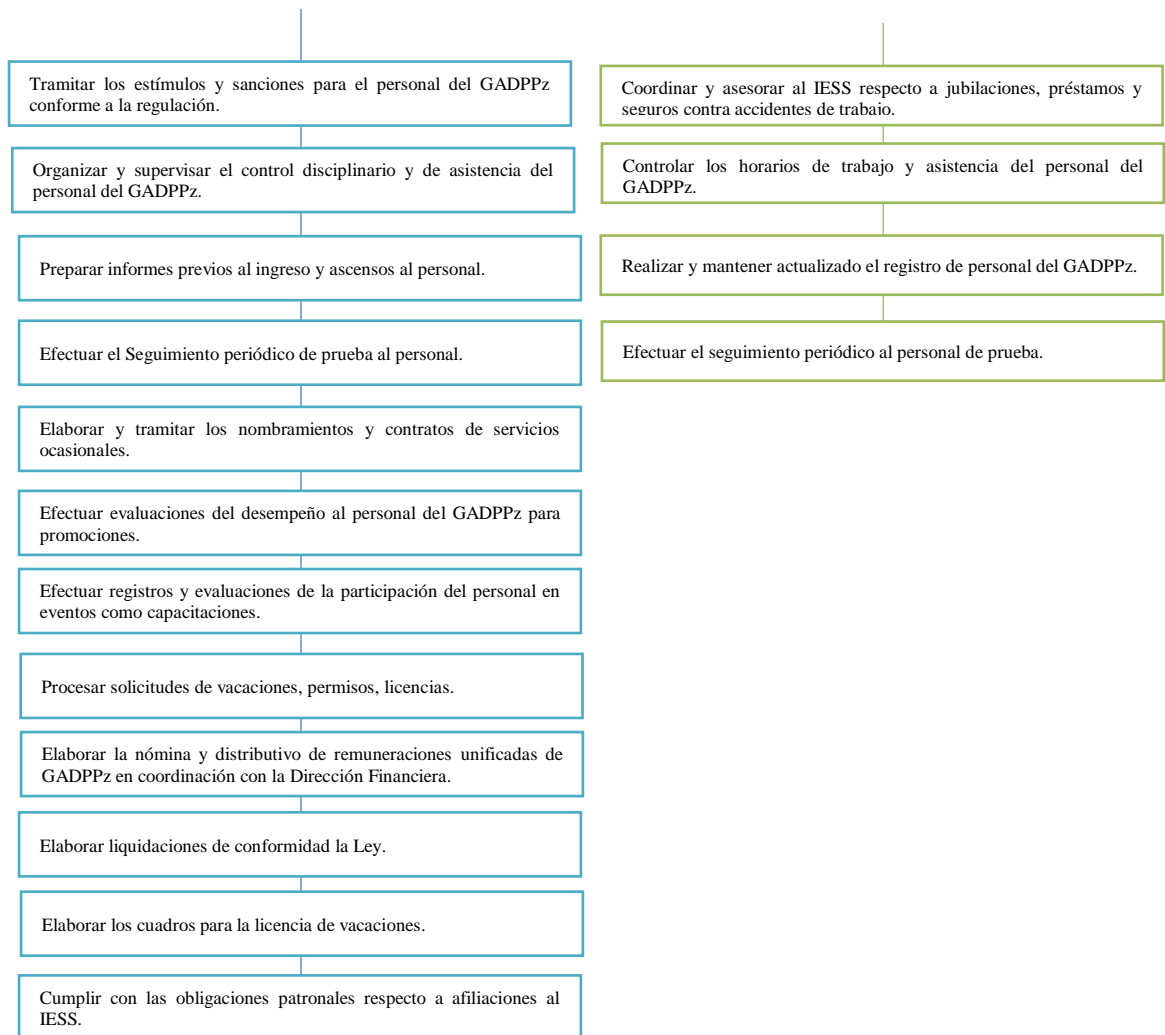 Tramitar los estímulos y sanciones para el personal del GADPPz
conforme a la regulación.
Organizar y supervisar el control disciplinario y de asistencia del
personal del GADPPz.
Preparar informes previos al ingreso y ascensos al personal.
Efectuar el Seguimiento periódico de prueba al personal.
Elaborar y tramitar los nombramientos y contratos de servicios
ocasionales.
Efectuar evaluaciones del desempeño al personal del GADPPz para
promociones.
Efectuar registros y evaluaciones de la participación del personal en
eventos como capacitaciones.
Procesar solicitudes de vacaciones, permisos, licencias.
Elaborar la nómina y distributivo de remuneraciones unificadas de
GADPPz en coordinación con la Dirección Financiera.
Elaborar liquidaciones de conformidad la Ley.
Elaborar los cuadros para la licencia de vacaciones.
Cumplir con las obligaciones patronales respecto a afiliaciones al
IESS.
Coordinar y asesorar al IESS respecto a jubilaciones, préstamos y
seguros contra accidentes de trabajo.
Controlar los horarios de trabajo y asistencia del personal del
GADPPz.
Realizar y mantener actualizado el registro de personal del GADPPz.
Efectuar el seguimiento periódico al personal de prueba.